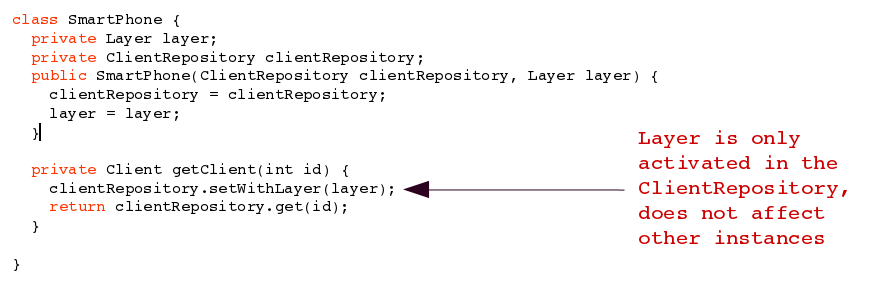 class SmartPhone {
  private Layer layer;
  private ClientRepository clientRepository;
  public SmartPhone(ClientRepository clientRepository, Layer layer) {
    clientRepository = clientRepository;
    layer = layer;
  }

  private Client getClient(int id) {
    clientRepository.setWithLayer(layer);
    return clientRepository.get(id);
  }

}
Layer is only
activated in the
ClientRepository,
does not affect
other instances